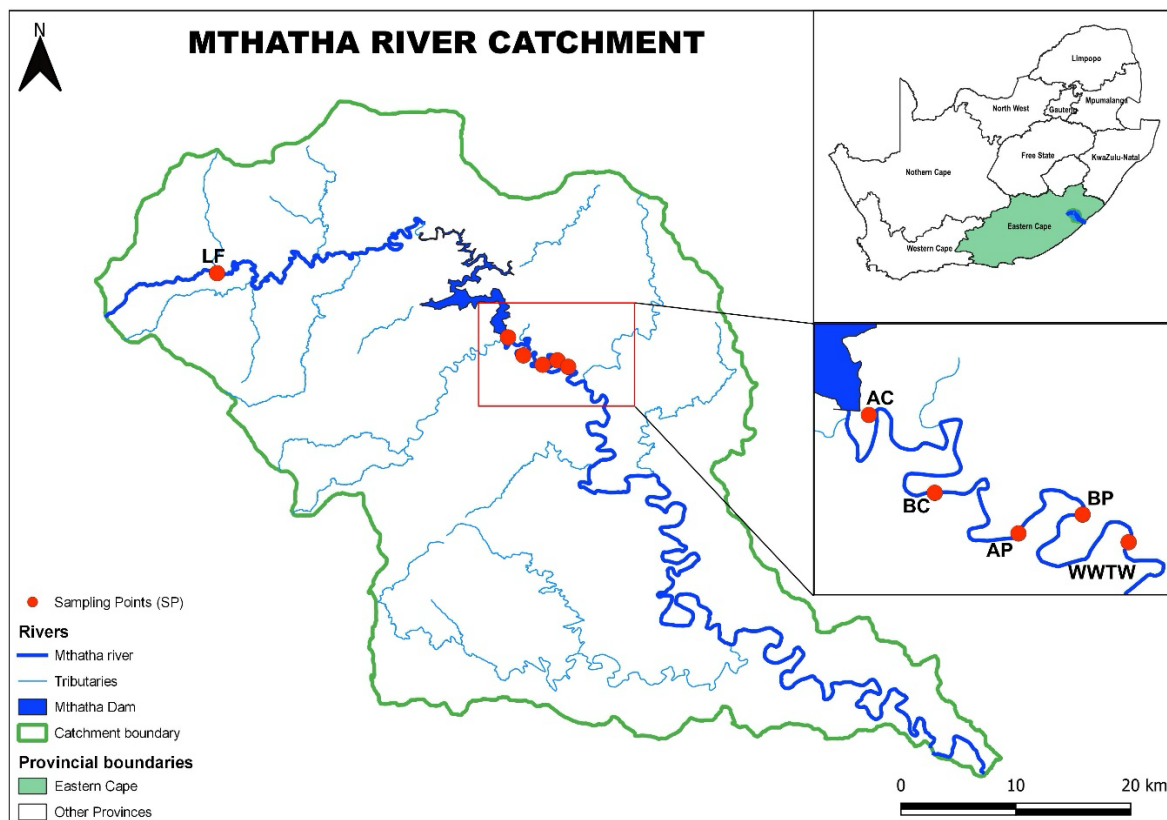 N
MTHATHA RIVER CATCHMENT
LF
Sampling Points (SP)
Rivers
Mthatha river
Tributaries
Mthatha Dam
Catchment boundary
Provincial boundaries
Eastern Cape
Other Provinces
Limpopo
North West
Gauteng
Mpumalanga
Free State
KwaZulu-Natal
Nothern Cape
Eastern Cape
Western Cape
AC
BC
AP
BP
WWTW
0 10 20 km